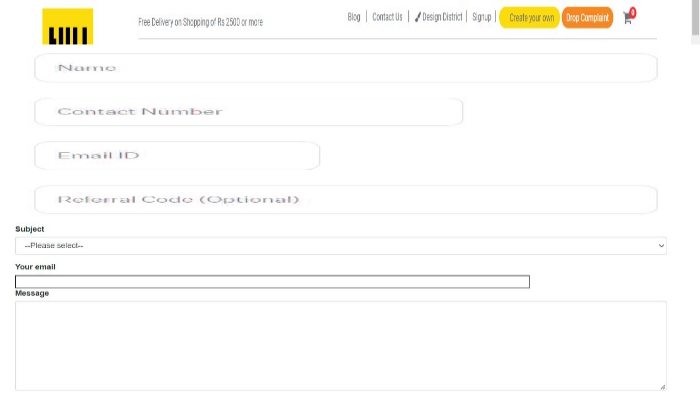 Free Delivery on Shopping of Rs 2500 or more
Blog
Contact Us
Design District
Signup
Create your own
Drop Complaint
0
Name
Contact Number
Email ID
Referral Code (Optional)
Subject
--Please select--
Your email
Message